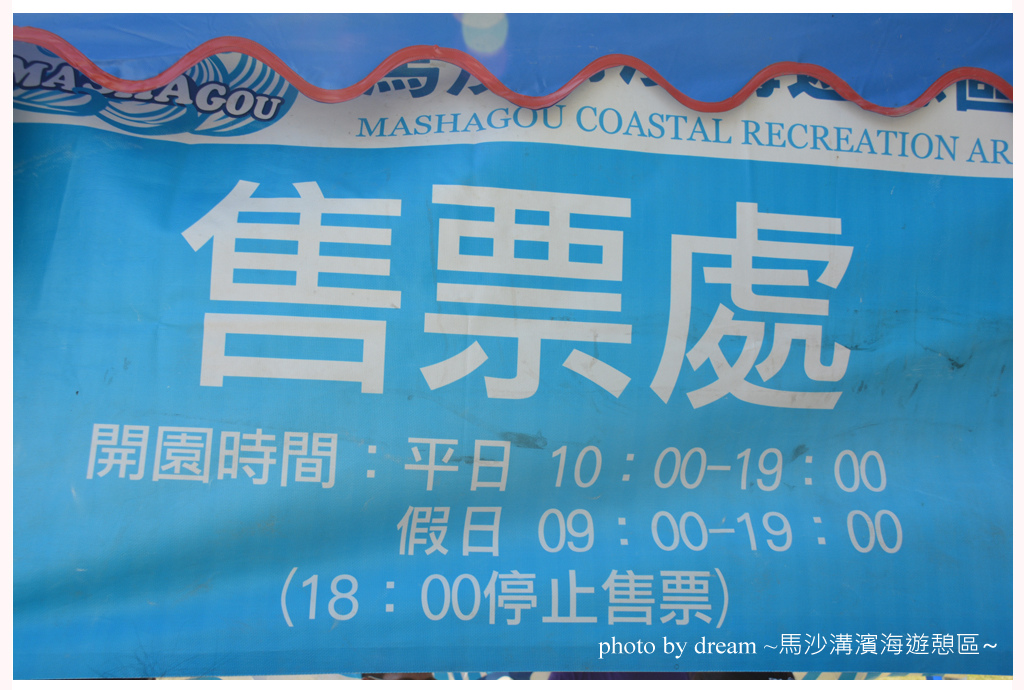 MASHAGOU
MASHAGOU COASTAL RECREATION AR
售票處
開園時間：平日 10：00-19：00
假日 09：00-19：00
(18：00停止售票)
photo by dream ~馬沙溝濱海遊憩區~